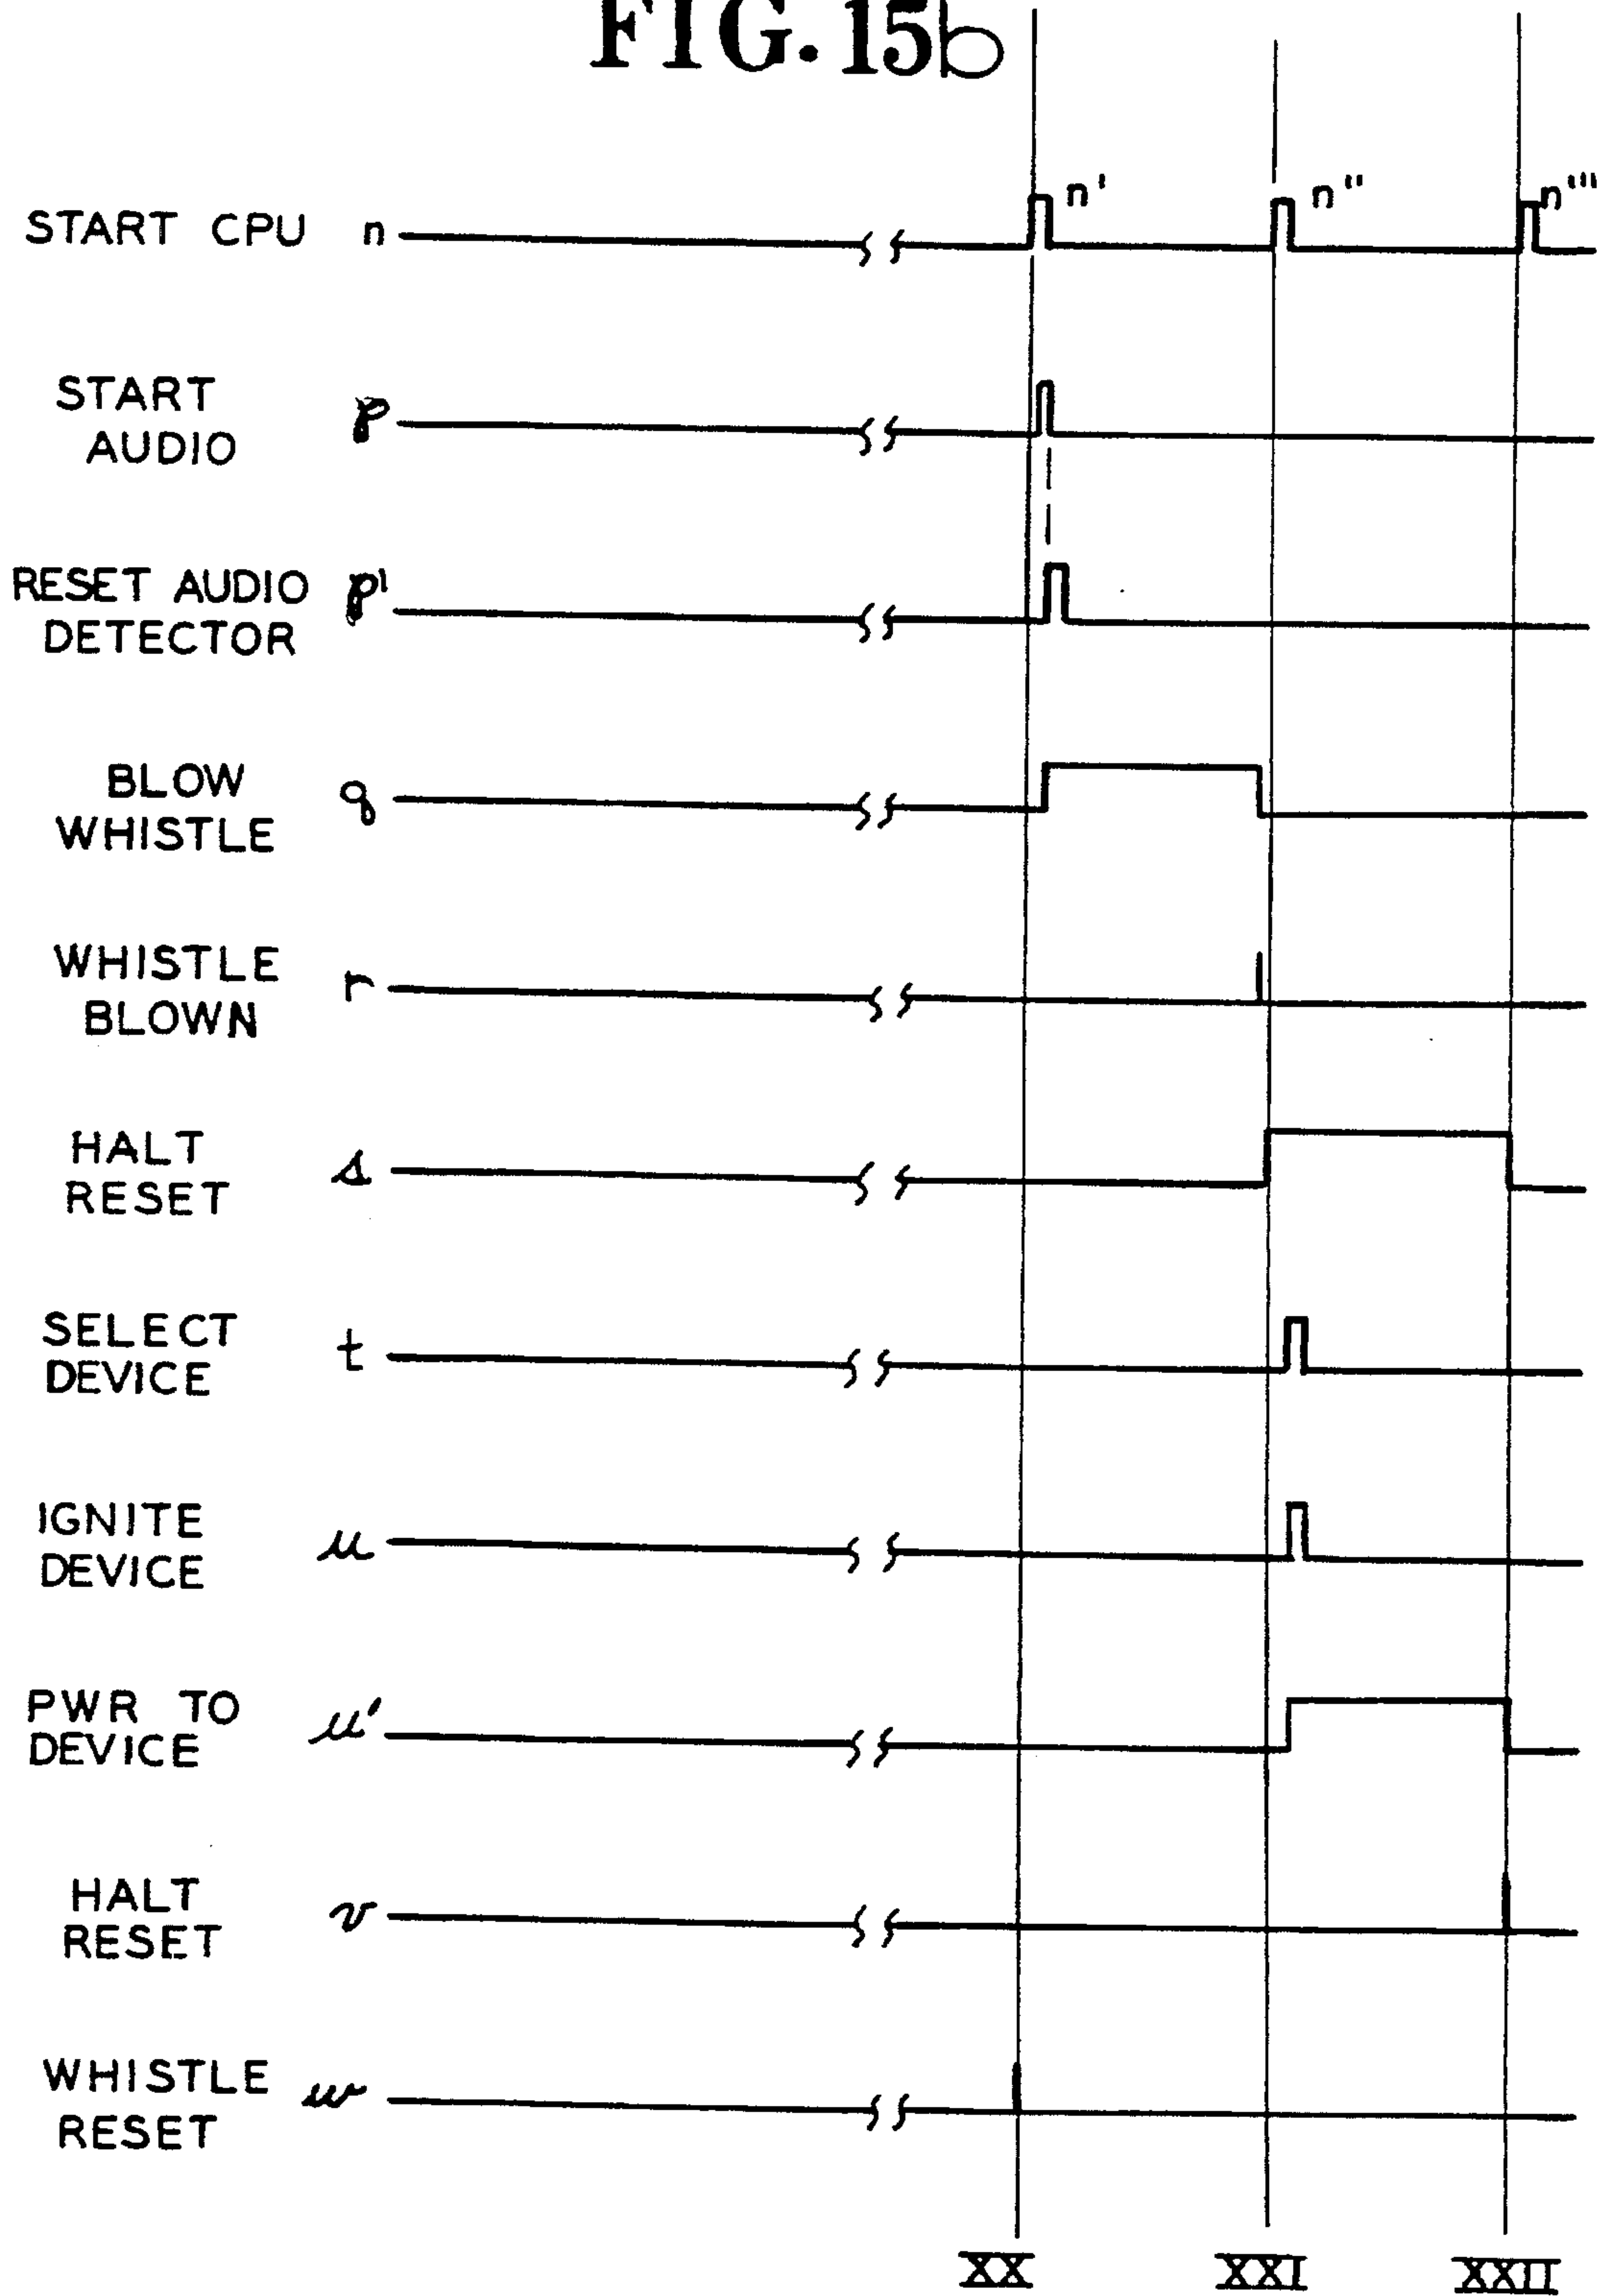 FIG. 15b
START CPU n n' n" n'''
START
AUDIO p
RESET AUDIO
DETECTOR p'
BLOW
WHISTLE q
WHISTLE
BLOWN r
HALT
RESET s
SELECT
DEVICE t
IGNITE
DEVICE u
PWR TO
DEVICE u'
HALT
RESET v
WHISTLE
RESET w
XX XXI XXII